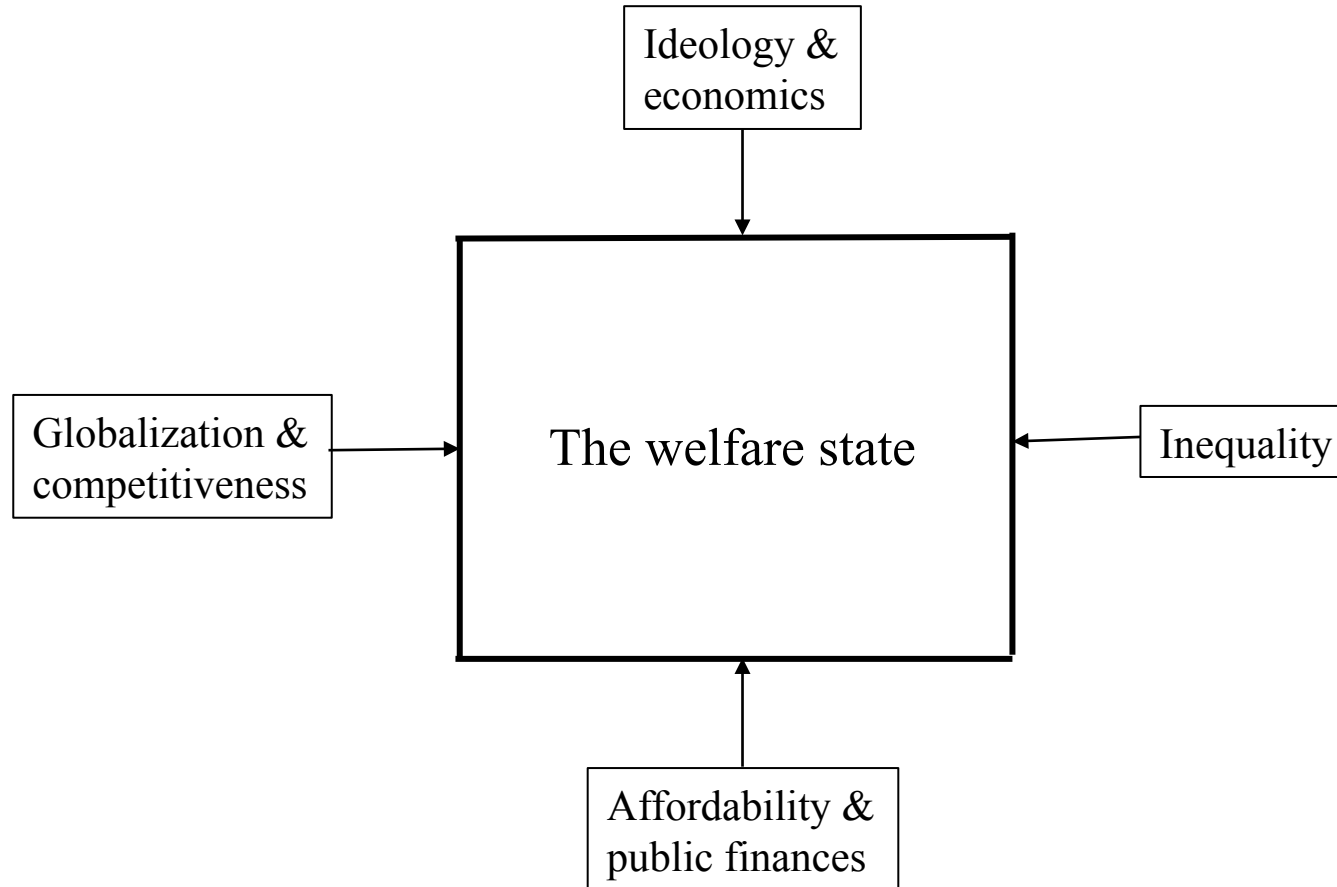 Ideology &
economics
Globalization &
competitiveness
The welfare state
Inequality
Affordability &
public finances